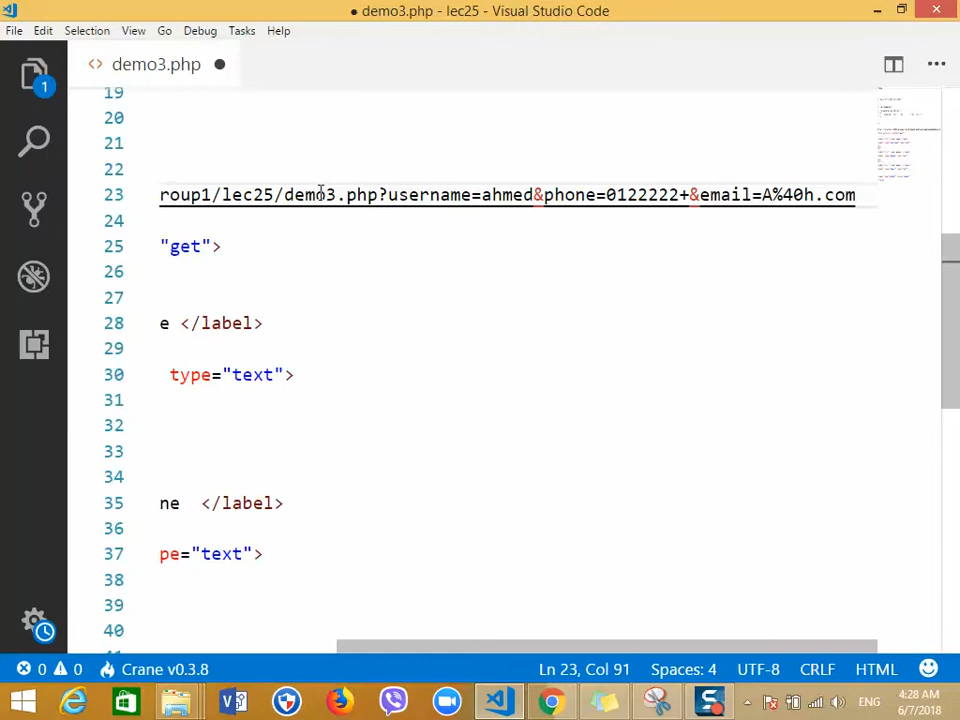 ● demo3.php - lec25 - Visual Studio Code
File Edit Selection View Go Debug Tasks Help
1
<> demo3.php ●
19
20
21
22
23 roup1/lec25/demo3.php?username=ahmed&phone=0122222+&email=A%40h.com
24
25 "get">
26
27
28 e </label>
29
30 type="text">
31
32
33
34
35 ne </label>
36
37 pe="text">
38
39
40
0 0 Crane v0.3.8 Ln 23, Col 91 Spaces: 4 UTF-8 CRLF HTML
ENG
4:28 AM
6/7/2018